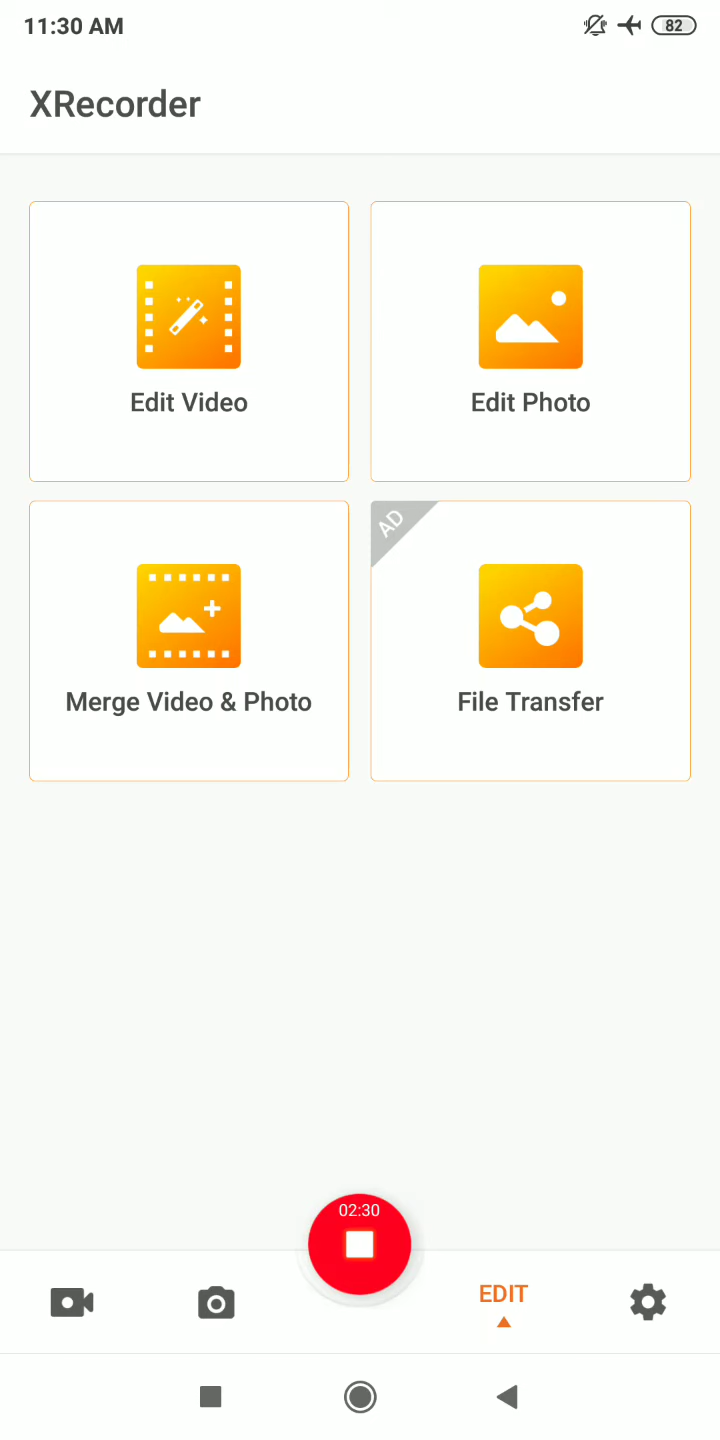 11:30 AM
82
XRecorder
Edit Video
Edit Photo
AD
Merge Video & Photo
File Transfer
02:30
EDIT